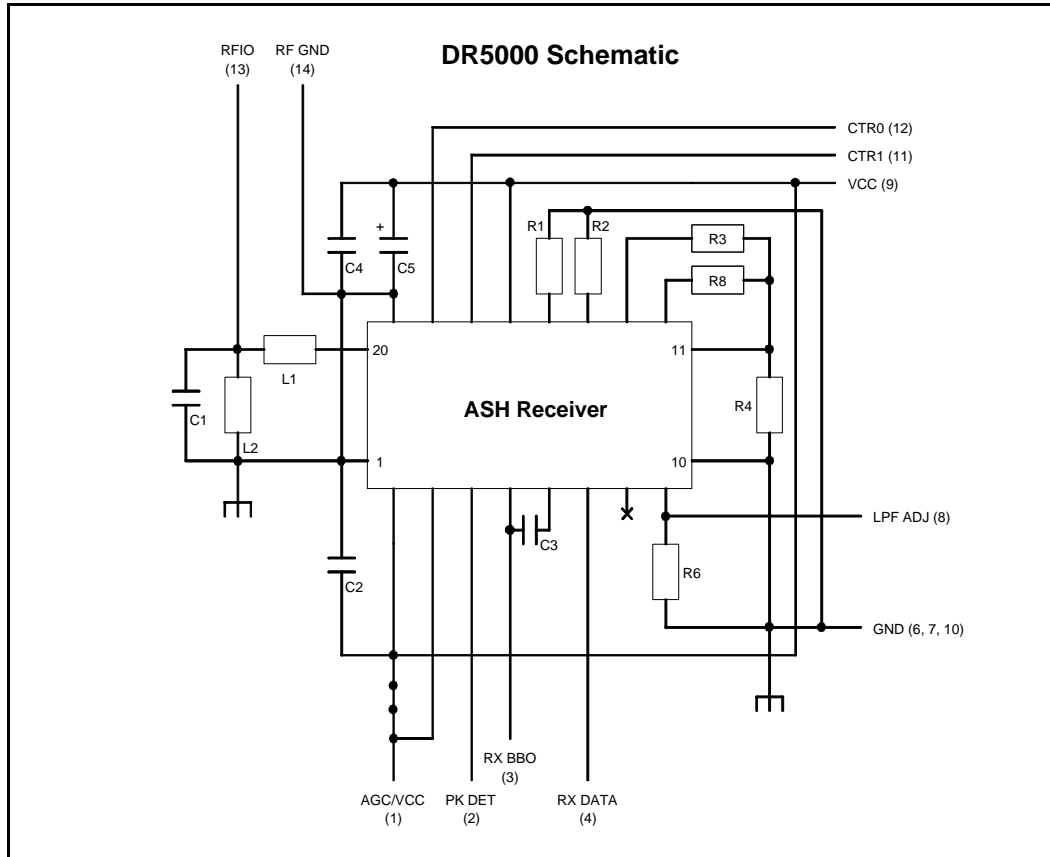 DR5000 Schematic
RFIO
(13)
RF GND
(14)
CTR0 (12)
CTR1 (11)
VCC (9)
R1
R2
R3
R8
+
C4
C5
20
11
L1
C1
L2
ASH Receiver
R4
1
10
C3
C2
R6
LPF ADJ (8)
GND (6, 7, 10)
RX BBO
(3)
AGC/VCC
(1)
PK DET
(2)
RX DATA
(4)